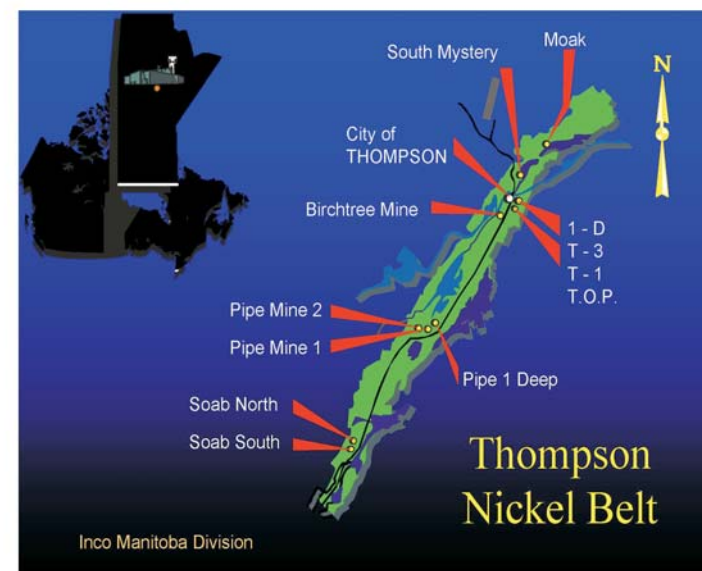 South Mystery
Moak
N
City of
THOMPSON
Birchtree Mine
1 - D
T - 3
T - 1
T.O.P.
Pipe Mine 2
Pipe Mine 1
Pipe 1 Deep
Soab North
Soab South
Thompson
Nickel Belt
Inco Manitoba Division